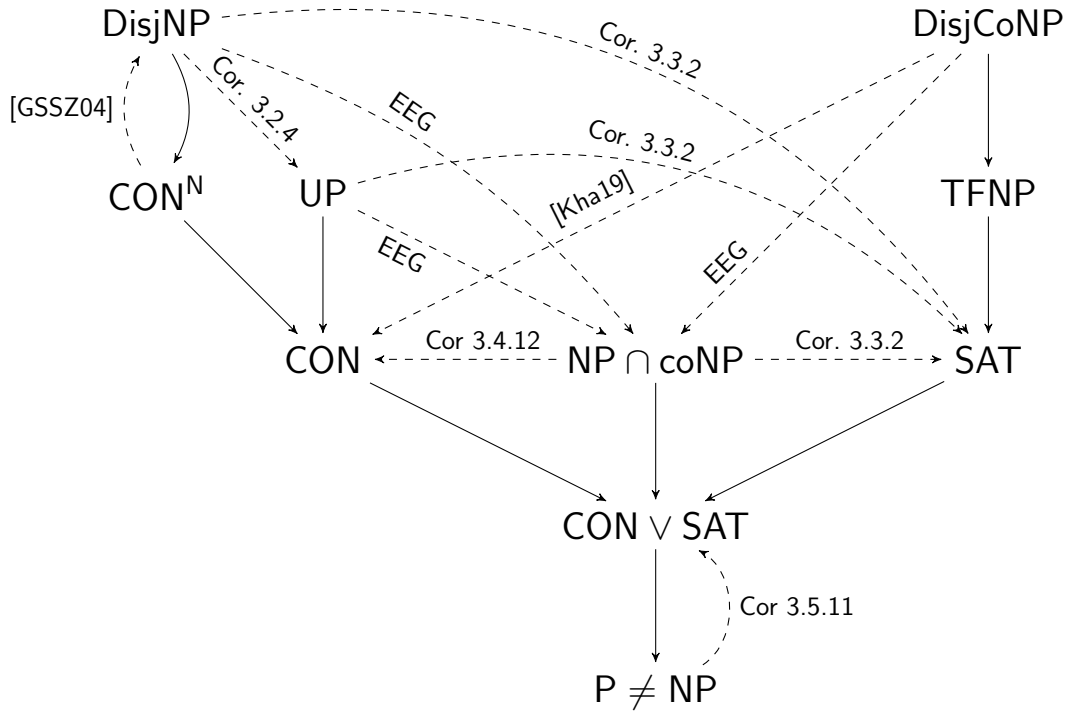 DisjNP
DisjCoNP
Cor. 3.3.2
[GSSZ04]
Cor. 3.2.4
EEG
Cor. 3.3.2
CONᴺ
UP
[Kha19]
TFNP
EEG
EEG
CON
Cor 3.4.12
NP ∩ coNP
Cor. 3.3.2
SAT
CON ∨ SAT
Cor 3.5.11
P ≠ NP